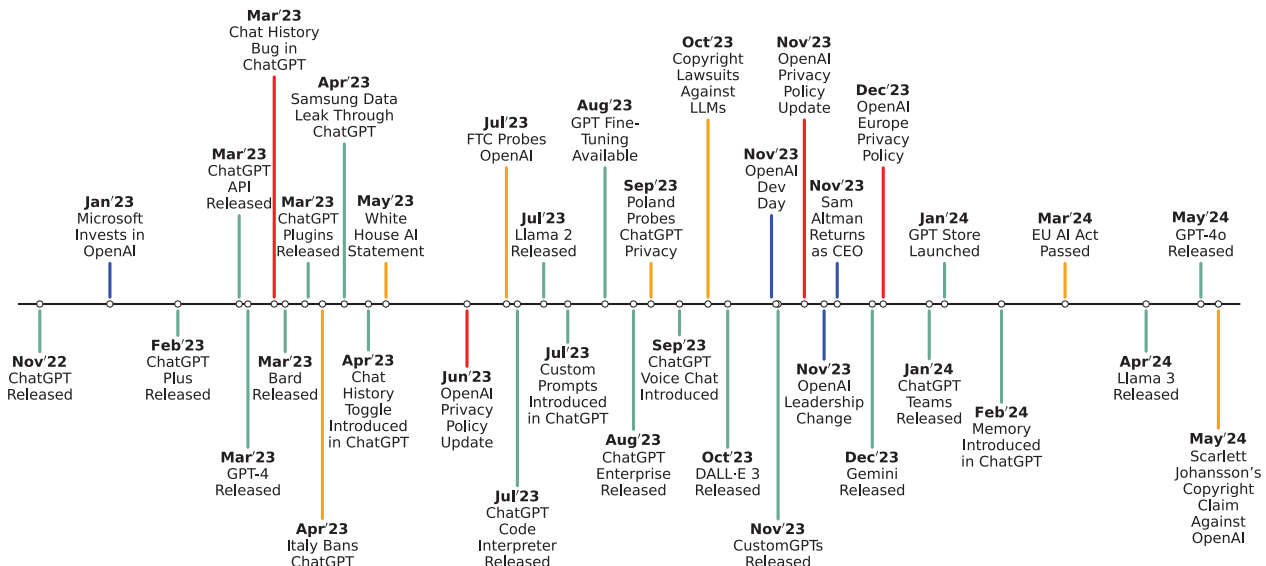 Mar'23
Chat History
Bug in
ChatGPT
Apr'23
Samsung Data
Leak Through
ChatGPT
Mar'23
ChatGPT
API
Released
Jan'23
Microsoft
Invests in
OpenAI
Mar'23
ChatGPT
Plugins
Released
May'23
White
House AI
Statement
Jul'23
FTC Probes
OpenAI
Jul'23
Llama 2
Released
Aug'23
GPT Fine-
Tuning
Available
Sep'23
Poland
Probes
ChatGPT
Privacy
Oct'23
Copyright
Lawsuits
Against
LLMs
Nov'23
OpenAI
Dev
Day
Nov'23
OpenAI
Privacy
Policy
Update
Nov'23
Sam
Altman
Returns
as CEO
Dec'23
OpenAI
Europe
Privacy
Policy
Jan'24
GPT Store
Launched
Mar'24
EU AI Act
Passed
May'24
GPT-4o
Released
Nov'22
ChatGPT
Released
Feb'23
ChatGPT
Plus
Released
Mar'23
GPT-4
Released
Mar'23
Bard
Released
Apr'23
Italy Bans
ChatGPT
Apr'23
Chat
History
Toggle
Introduced
in ChatGPT
Jun'23
OpenAI
Privacy
Policy
Update
Jul'23
ChatGPT
Code
Interpreter
Released
Jul'23
Custom
Prompts
Introduced
in ChatGPT
Aug'23
ChatGPT
Enterprise
Released
Sep'23
ChatGPT
Voice Chat
Introduced
Oct'23
DALL·E 3
Released
Nov'23
CustomGPTs
Released
Nov'23
OpenAI
Leadership
Change
Dec'23
Gemini
Released
Jan'24
ChatGPT
Teams
Released
Feb'24
Memory
Introduced
in ChatGPT
Apr'24
Llama 3
Released
May'24
Scarlett
Johansson's
Copyright
Claim
Against
OpenAI